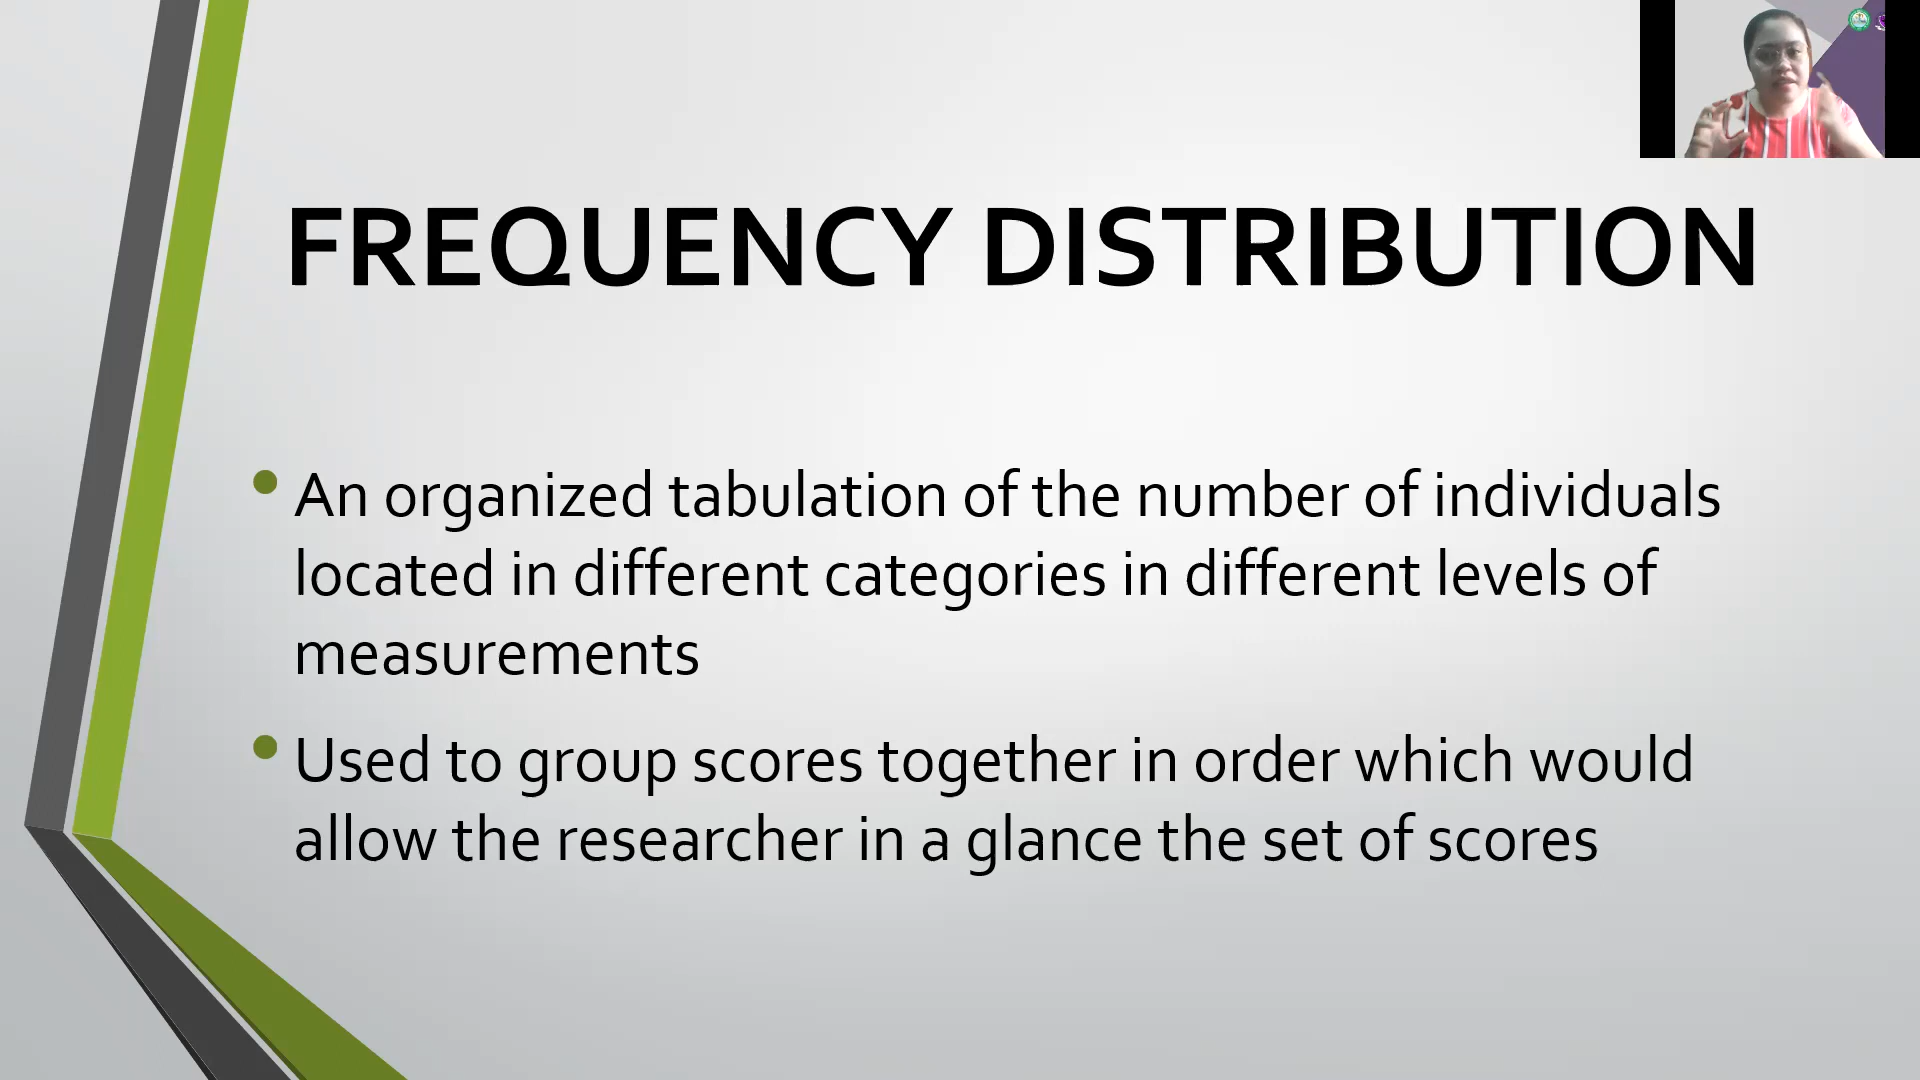 FREQUENCY DISTRIBUTION
• An organized tabulation of the number of individuals
located in different categories in different levels of
measurements
• Used to group scores together in order which would
allow the researcher in a glance the set of scores